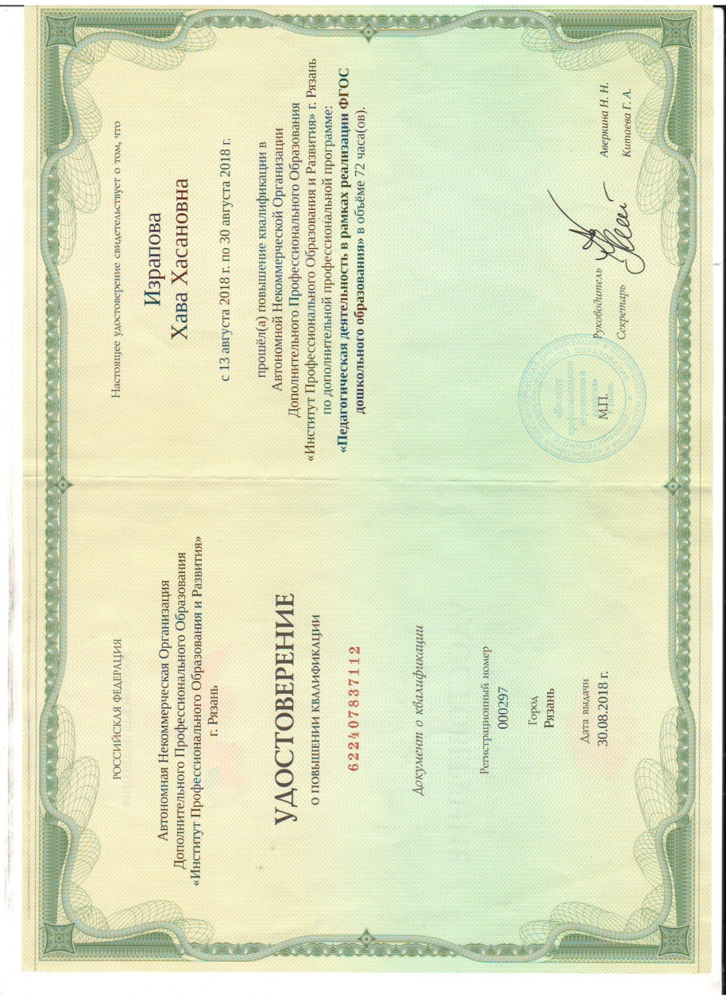 РОССИЙСКАЯ ФЕДЕРАЦИЯ
Автономная Некоммерческая Организация
Дополнительного Профессионального Образования
«Институт Профессионального Образования и Развития»
г. Рязань
УДОСТОВЕРЕНИЕ
О ПОВЫШЕНИИ КВАЛИФИКАЦИИ
622407837112
Документ о квалификации
Регистрационный номер
000297
Город
Рязань
Дата выдачи
30.08.2018 г.
Настоящее удостоверение свидетельствует о том, что
Израпова
Хава Хасановна
с 13 августа 2018 г. по 30 августа 2018 г.
прошёл(а) повышение квалификации в
Автономной Некоммерческой Организации
Дополнительного Профессионального Образования
«Институт Профессионального Образования и Развития» г. Рязань
по дополнительной профессиональной программе:
«Педагогическая деятельность в рамках реализации ФГОС
дошкольного образования» в объёме 72 часа(ов).
Руководитель Аверкина Н. Н.
Секретарь Китаева Г. А.
М.П.
«Институт
профессионального
образования и